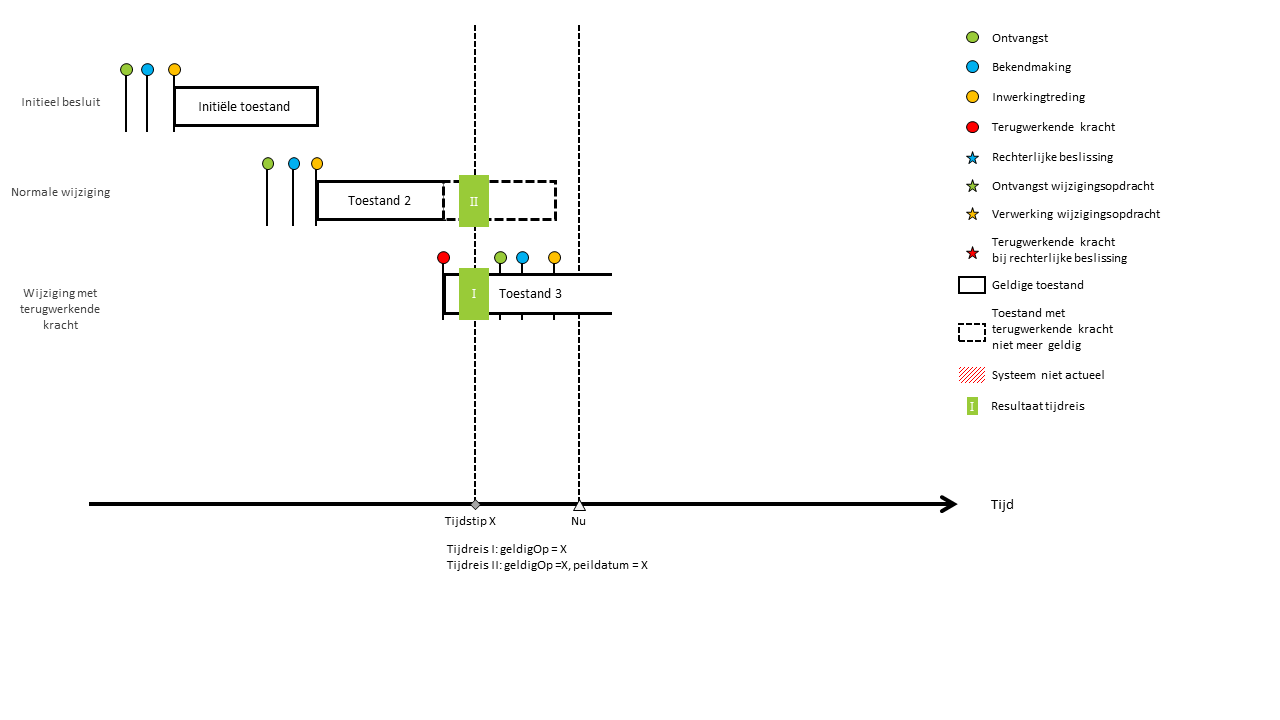 Initieel besluit
Initiële toestand
Normale wijziging
Toestand 2
II
Wijziging met
terugwerkende
kracht
I
Toestand 3
Ontvangst
Bekendmaking
Inwerkingtreding
Terugwerkende kracht
Rechterlijke beslissing
Ontvangst wijzigingsopdracht
Verwerking wijzigingsopdracht
Terugwerkende kracht
bij rechterlijke beslissing
Geldige toestand
Toestand met
terugwerkende kracht
niet meer geldig
Systeem niet actueel
I
Resultaat tijdreis
Tijd
Tijdstip X
Nu
Tijdreis I: geldigOp = X
Tijdreis II: geldigOp =X, peildatum = X